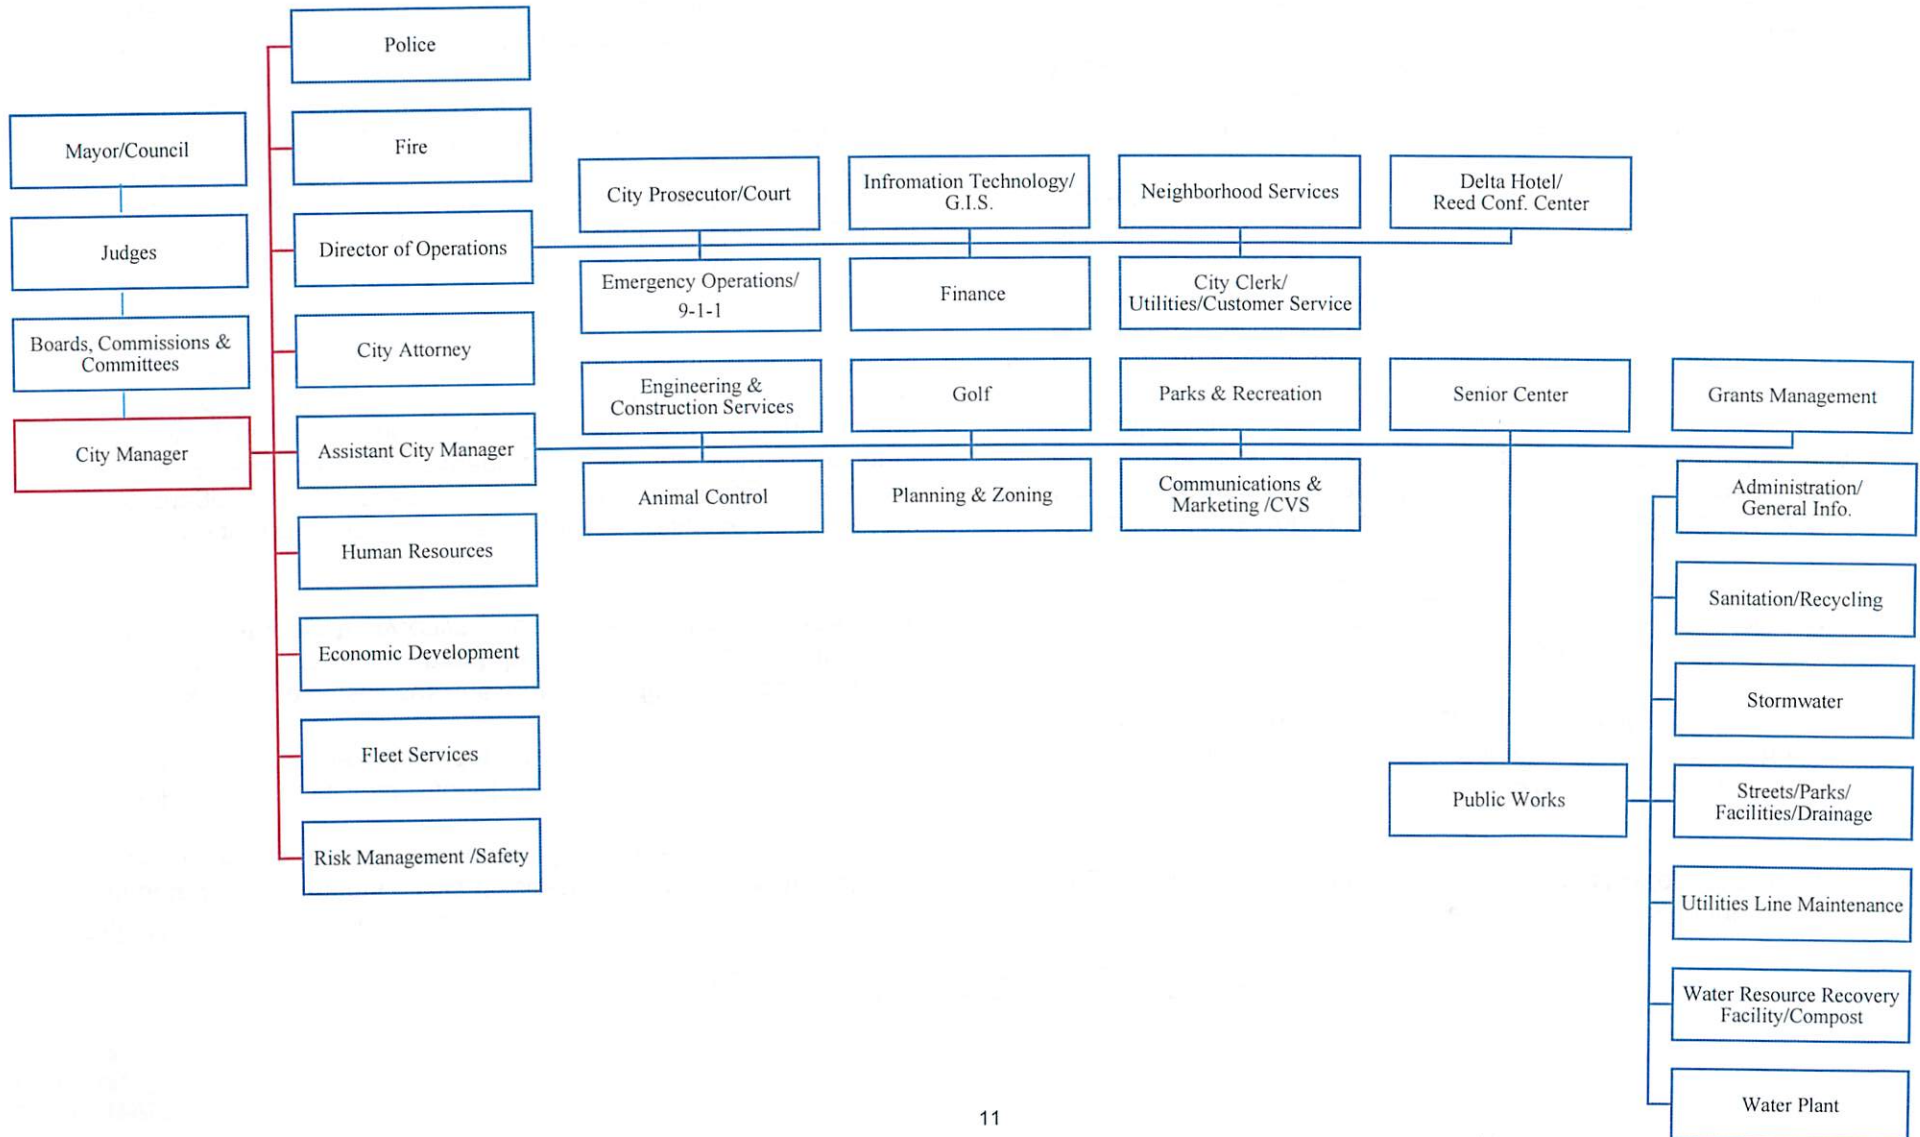 Police
Mayor/Council
Fire
Judges
Director of Operations
Boards, Commissions &
Committees
City Attorney
City Manager
Assistant City Manager
Human Resources
Economic Development
Fleet Services
Risk Management /Safety
City Prosecutor/Court
Infromation Technology/
G.I.S.
Neighborhood Services
Delta Hotel/
Reed Conf. Center
Emergency Operations/
9-1-1
Finance
City Clerk/
Utilities/Customer Service
Engineering &
Construction Services
Golf
Parks & Recreation
Senior Center
Grants Management
Animal Control
Planning & Zoning
Communications &
Marketing /CVS
Public Works
Administration/
General Info.
Sanitation/Recycling
Stormwater
Streets/Parks/
Facilities/Drainage
Utilities Line Maintenance
Water Resource Recovery
Facility/Compost
Water Plant
11